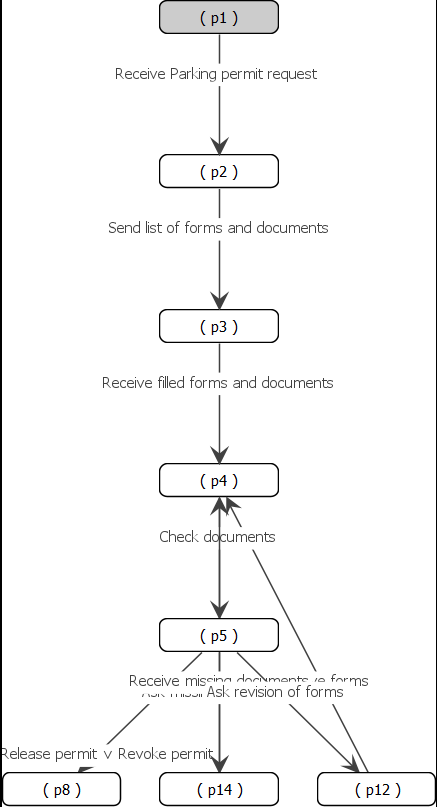 ( p1 )
Receive Parking permit request
( p2 )
Send list of forms and documents
( p3 )
Receive filled forms and documents
( p4 )
Check documents
( p5 )
Receive missing documents
forms
Ask
Ask revision of forms
Release permit
Revoke permit
( p8 )
( p14 )
( p12 )